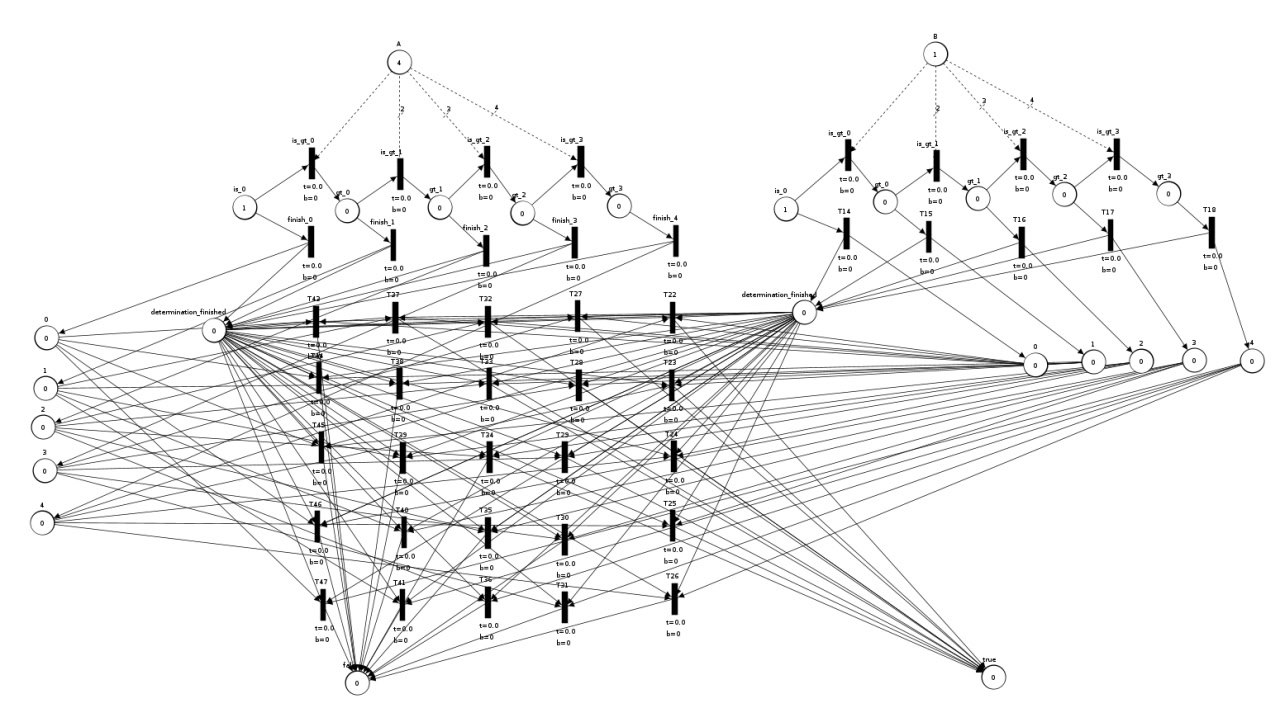 A
4
B
1
2
3
4
2
3
4
is_gt_0
is_gt_1
is_gt_2
is_gt_3
is_gt_0
is_gt_1
is_gt_2
is_gt_3
t=0.0
b=0
t=0.0
b=0
t=0.0
b=0
t=0.0
b=0
t=0.0
b=0
t=0.0
b=0
t=0.0
b=0
t=0.0
b=0
is_0
1
gt_0
0
gt_1
0
gt_2
0
gt_3
0
is_0
1
gt_0
0
gt_1
0
gt_2
0
gt_3
0
finish_0
finish_1
finish_2
finish_3
finish_4
T14
T15
T16
T17
T18
t=0.0
b=0
t=0.0
b=0
t=0.0
b=0
t=0.0
b=0
t=0.0
b=0
t=0.0
b=0
t=0.0
b=0
t=0.0
b=0
t=0.0
b=0
t=0.0
b=0
determination_finished
0
determination_finished
0
0
0
1
0
2
0
3
0
4
0
0
0
1
0
2
0
3
0
4
0
T42
T37
T32
T27
T22
t=0.0
b=0
t=0.0
b=0
t=0.0
b=0
t=0.0
b=0
T38
T33
T28
T23
t=0.0
b=0
t=0.0
b=0
t=0.0
b=0
t=0.0
b=0
t=0.0
b=0
T45
T39
T34
T29
T24
t=0.0
b=0
t=0.0
b=0
t=0.0
b=0
t=0.0
b=0
t=0.0
b=0
T46
T40
T35
T30
T25
t=0.0
b=0
t=0.0
b=0
t=0.0
b=0
t=0.0
b=0
t=0.0
b=0
T47
T41
T36
T31
T26
t=0.0
b=0
t=0.0
b=0
t=0.0
b=0
t=0.0
b=0
t=0.0
b=0
0
true
0